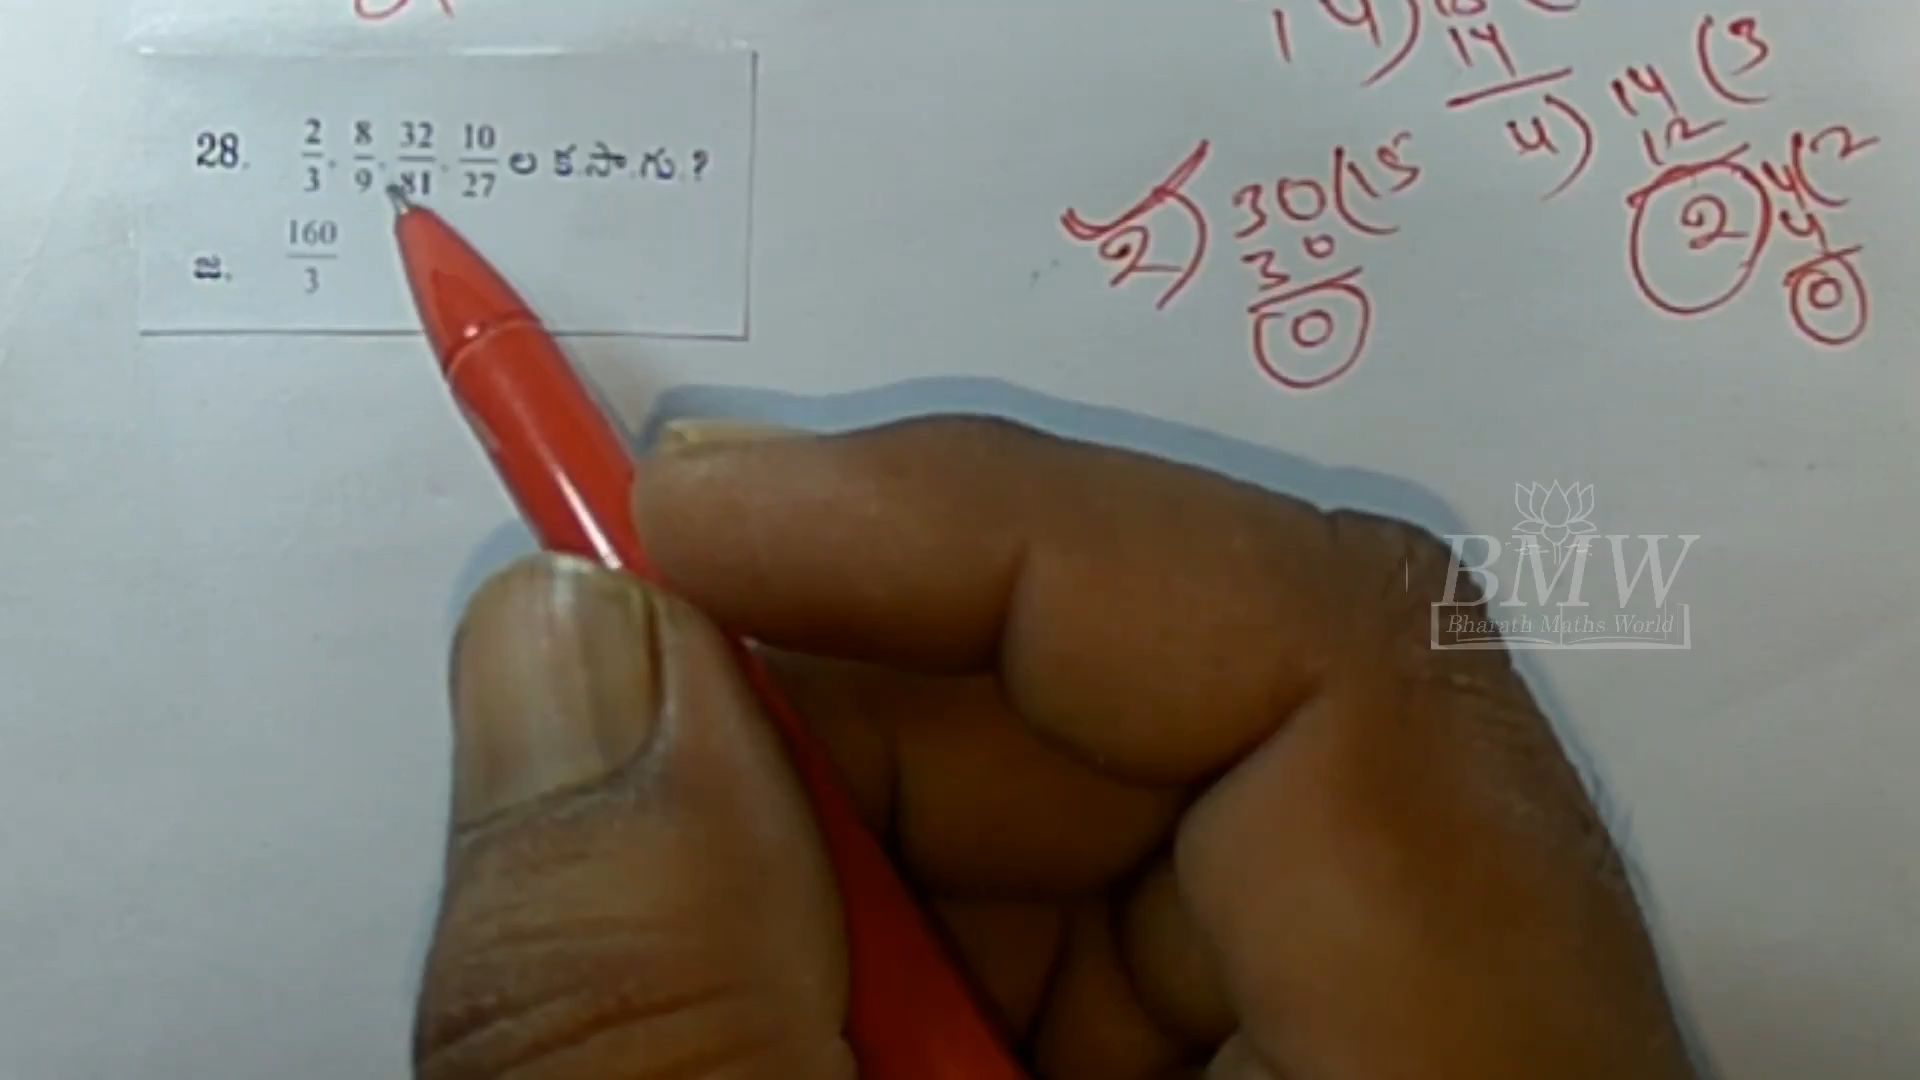 28. 2/3, 8/9, 32/81, 10/27 ల క.సా.గు.?
జ. 160/3
14) (
14
4) 14 (3
12
2) 4 (2
4
0
2) 30 (15
30
0
BMW
Bharath Maths World